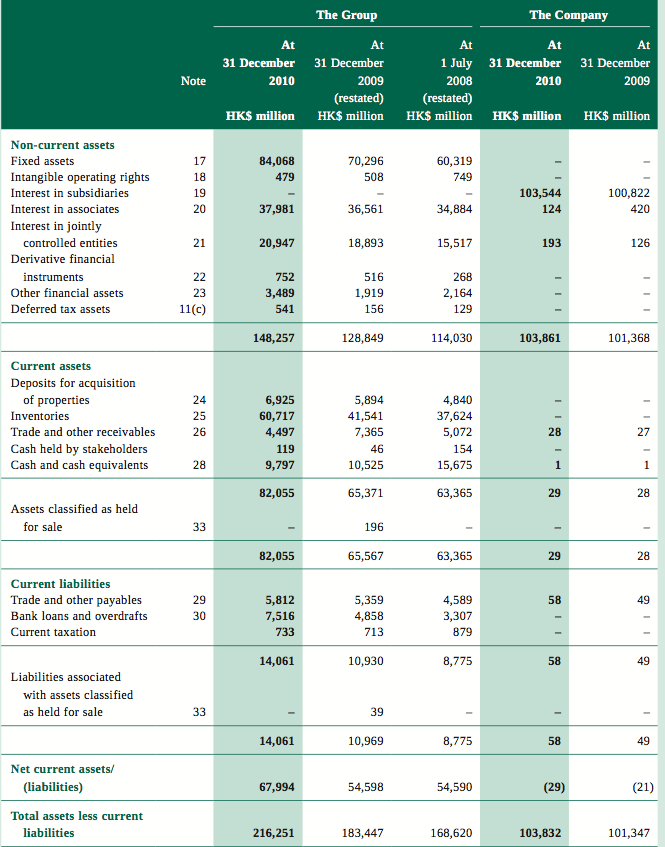 The Group The Company
At At At At At
31 December 31 December 1 July 31 December 31 December
Note 2010 2009 2008 2010 2009
(restated) (restated)
HK$ million HK$ million HK$ million HK$ million HK$ million
Non-current assets
Fixed assets 17 84,068 70,296 60,319 – –
Intangible operating rights 18 479 508 749 – –
Interest in subsidiaries 19 – – – 103,544 100,822
Interest in associates 20 37,981 36,561 34,884 124 420
Interest in jointly
controlled entities 21 20,947 18,893 15,517 193 126
Derivative financial
instruments 22 752 516 268 – –
Other financial assets 23 3,489 1,919 2,164 – –
Deferred tax assets 11(c) 541 156 129 – –
148,257 128,849 114,030 103,861 101,368
Current assets
Deposits for acquisition
of properties 24 6,925 5,894 4,840 – –
Inventories 25 60,717 41,541 37,624 – –
Trade and other receivables 26 4,497 7,365 5,072 28 27
Cash held by stakeholders 119 46 154 – –
Cash and cash equivalents 28 9,797 10,525 15,675 1 1
82,055 65,371 63,365 29 28
Assets classified as held
for sale 33 – 196 – – –
82,055 65,567 63,365 29 28
Current liabilities
Trade and other payables 29 5,812 5,359 4,589 58 49
Bank loans and overdrafts 30 7,516 4,858 3,307 – –
Current taxation 733 713 879 – –
14,061 10,930 8,775 58 49
Liabilities associated
with assets classified
as held for sale 33 – 39 – – –
14,061 10,969 8,775 58 49
Net current assets/
(liabilities) 67,994 54,598 54,590 (29) (21)
Total assets less current
liabilities 216,251 183,447 168,620 103,832 101,347